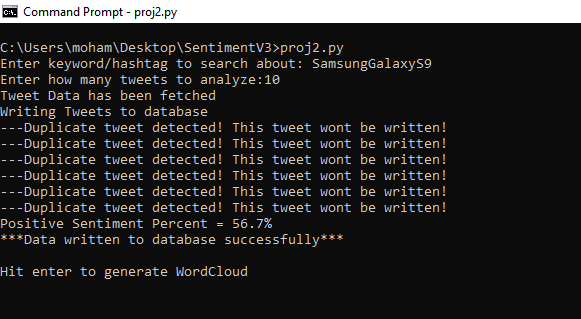 Command Prompt - proj2.py
C:\Users\moham\Desktop\SentimentV3>proj2.py
Enter keyword/hashtag to search about: SamsungGalaxyS9
Enter how many tweets to analyze:10
Tweet Data has been fetched
Writing Tweets to database
---Duplicate tweet detected! This tweet wont be written!
---Duplicate tweet detected! This tweet wont be written!
---Duplicate tweet detected! This tweet wont be written!
---Duplicate tweet detected! This tweet wont be written!
---Duplicate tweet detected! This tweet wont be written!
---Duplicate tweet detected! This tweet wont be written!
Positive Sentiment Percent = 56.7%
***Data written to database successfully***
Hit enter to generate WordCloud